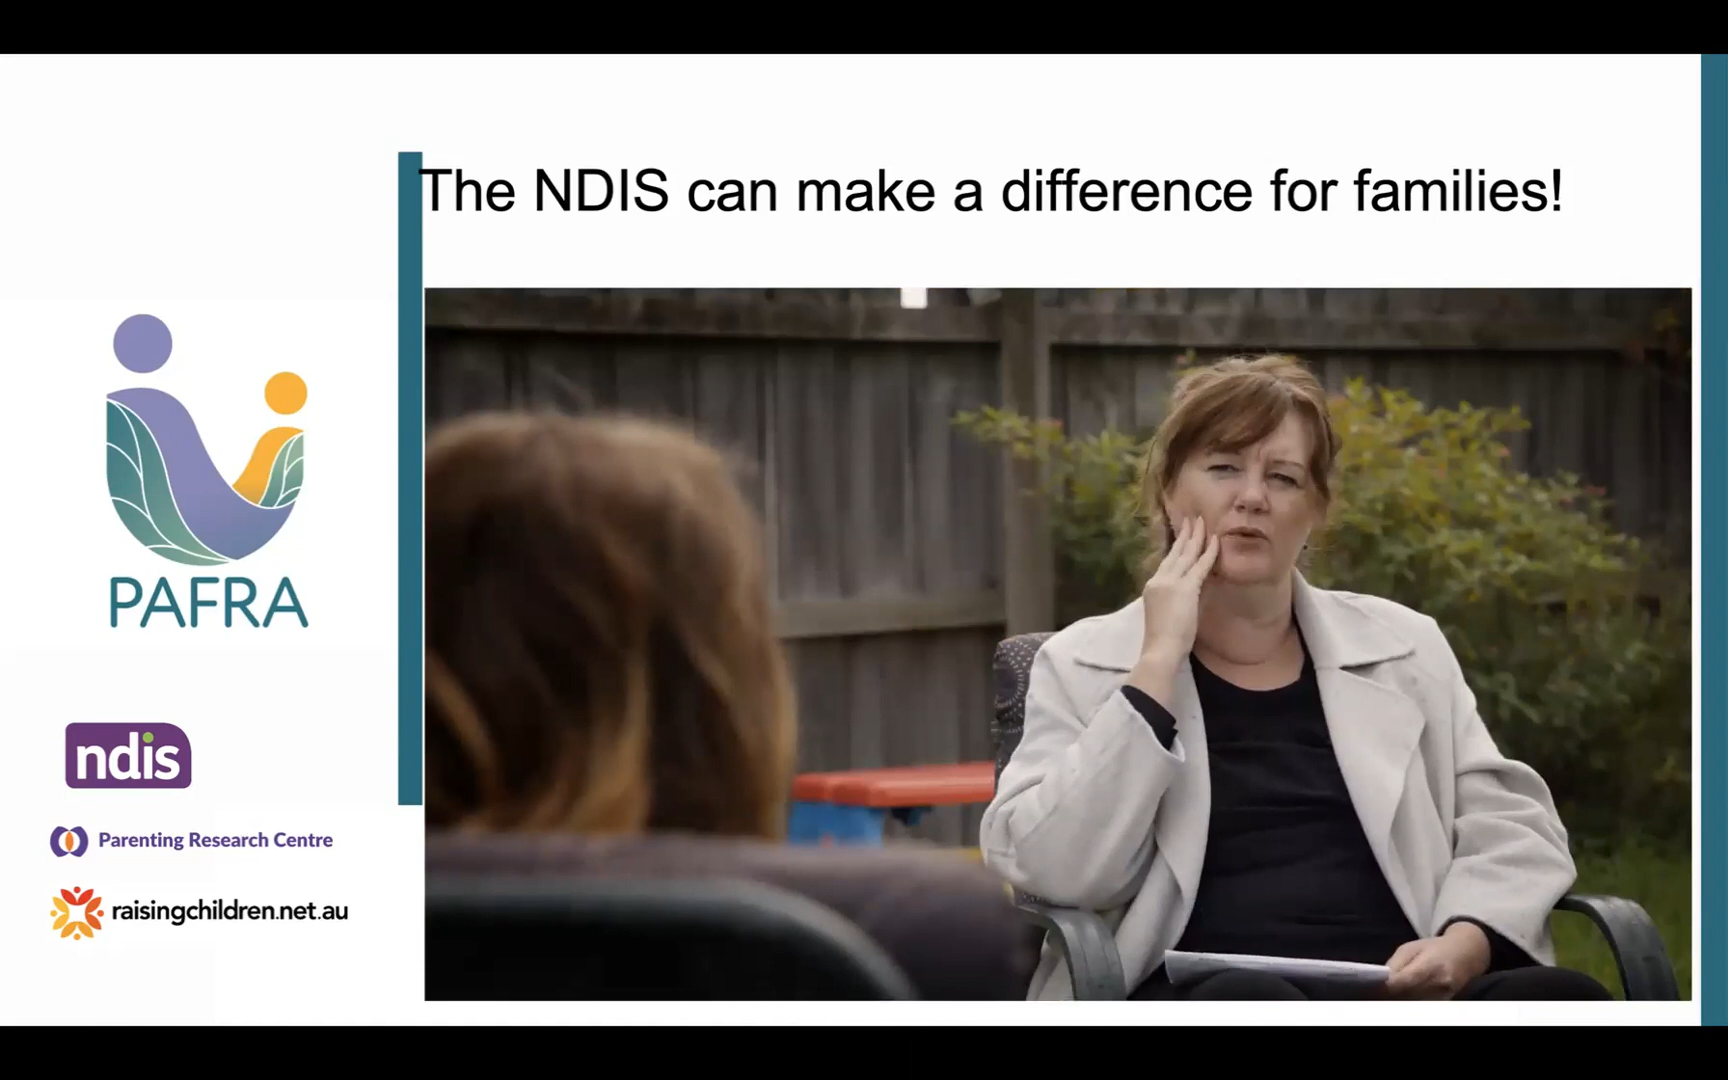 The NDIS can make a difference for families!
PAFRA
ndis
Parenting Research Centre
raisingchildren.net.au